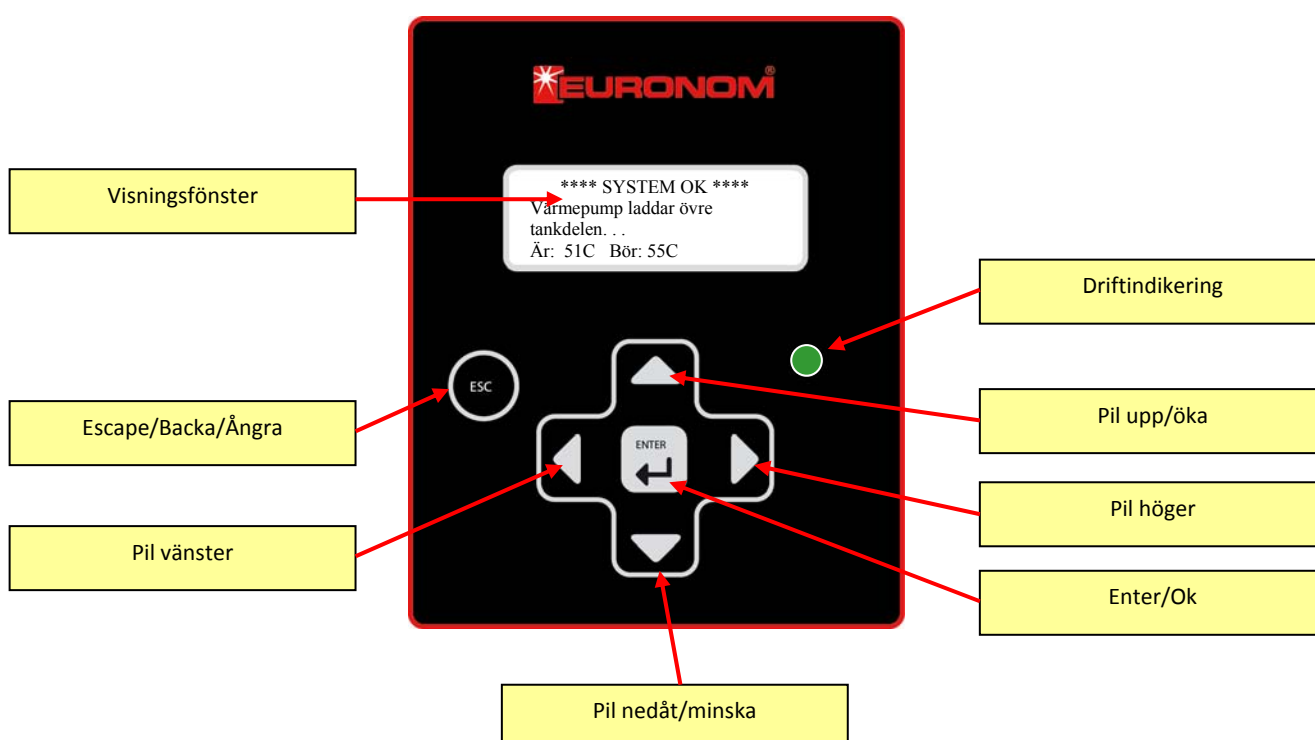 EURONOM®
**** SYSTEM OK ****
Värmepump laddar övre
tankdelen. . .
Är: 51C Bör: 55C
Visningsfönster
Driftindikering
ESC
Escape/Backa/Ångra
Pil upp/öka
ENTER
Pil höger
Pil vänster
Enter/Ok
Pil nedåt/minska